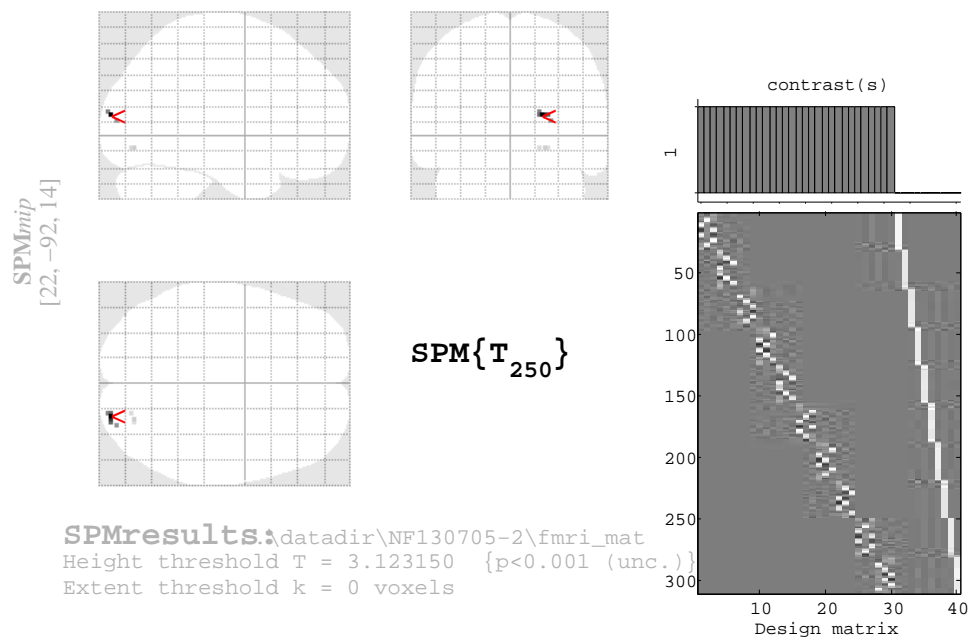 contrast(s)
1
SPMmip
[22, −92, 14]
SPM{T250}
50
100
150
200
250
300
10 20 30 40
Design matrix
SPMresults:.\datadir\NF130705-2\fmri_mat
Height threshold T = 3.123150 {p<0.001 (unc.)}
Extent threshold k = 0 voxels